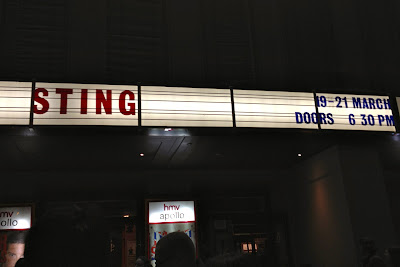 STING
19-21 MARCH
DOORS 6 30 PM
hmv
apollo
hmv
apollo